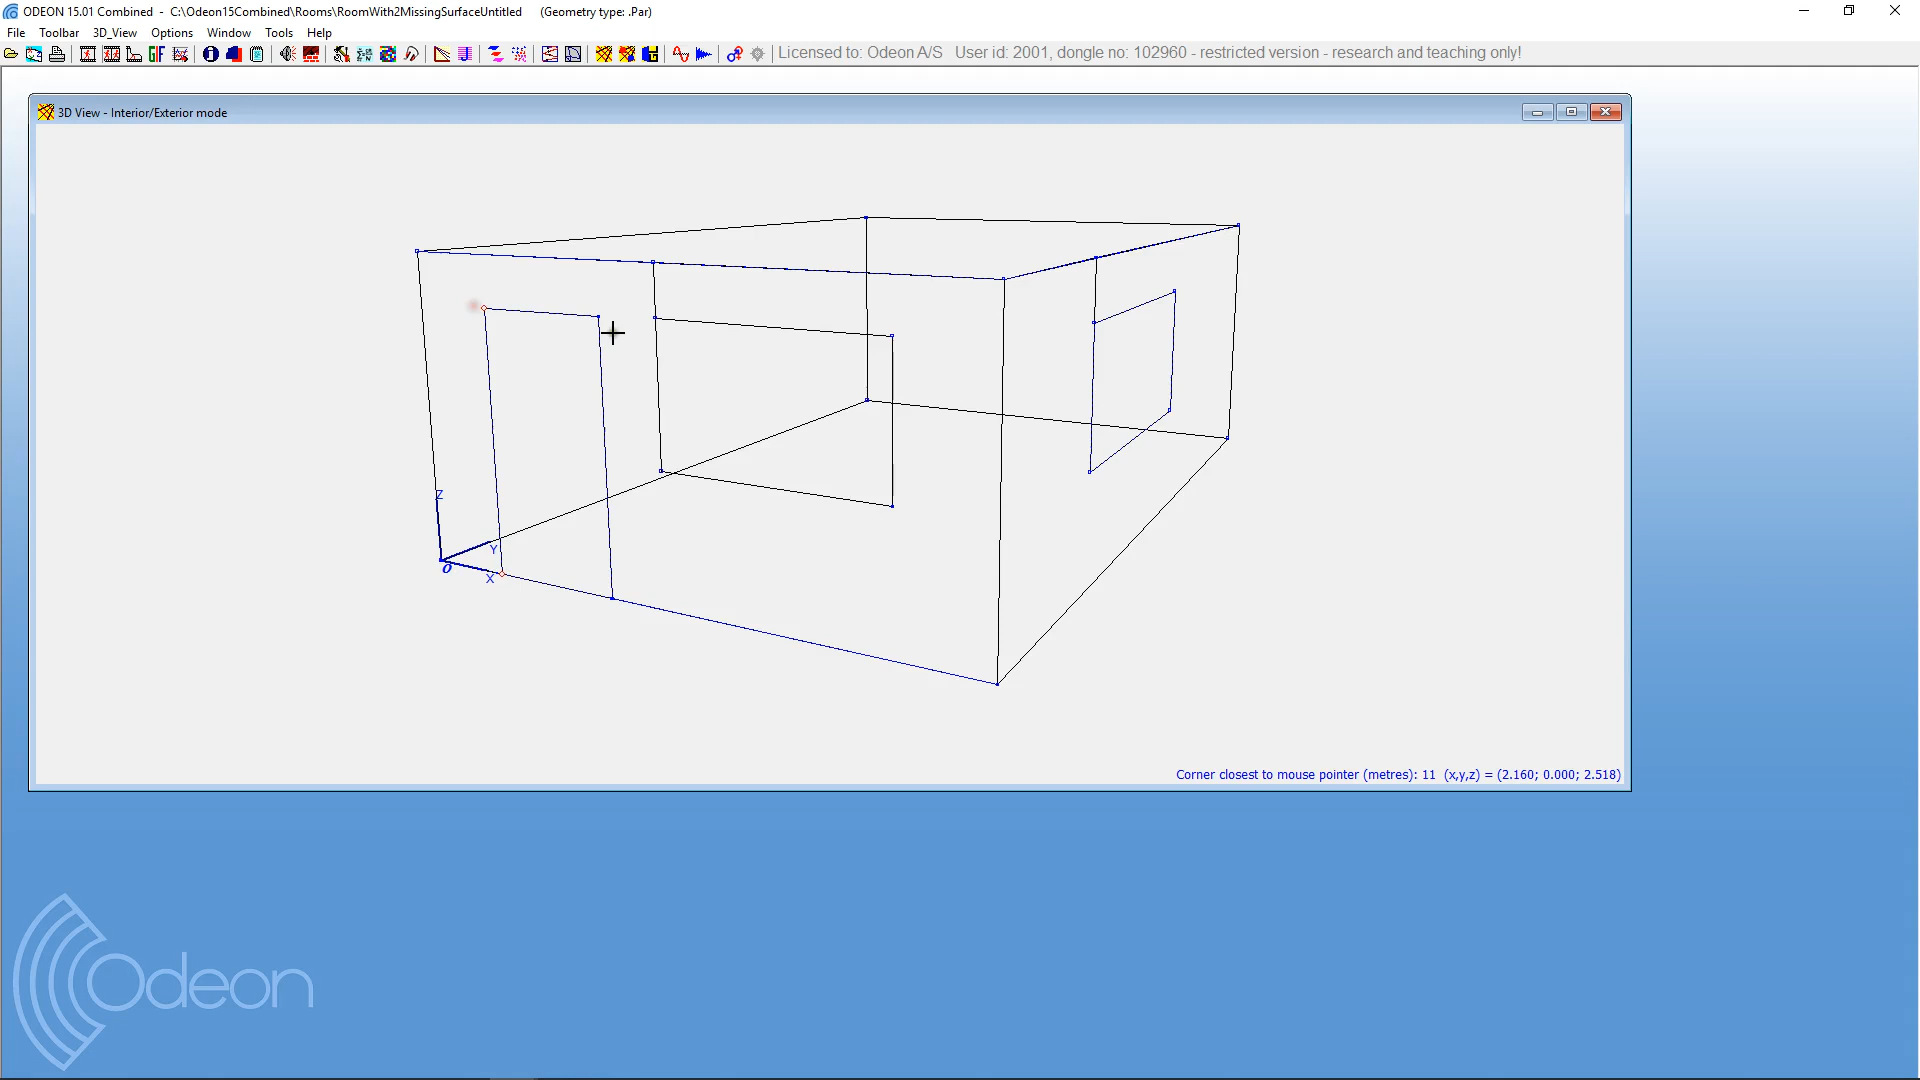 ODEON 15.01 Combined - C:\Odeon15Combined\Rooms\RoomWith2MissingSurfaceUntitled (Geometry type: .Par)
File Toolbar 3D_View Options Window Tools Help
GIF Licensed to: Odeon A/S User id: 2001, dongle no: 102960 - restricted version - research and teaching only!
3D View - Interior/Exterior mode
Z
Y
O
X
Corner closest to mouse pointer (metres): 11 (x,y,z) = (2.160; 0.000; 2.518)
Odeon